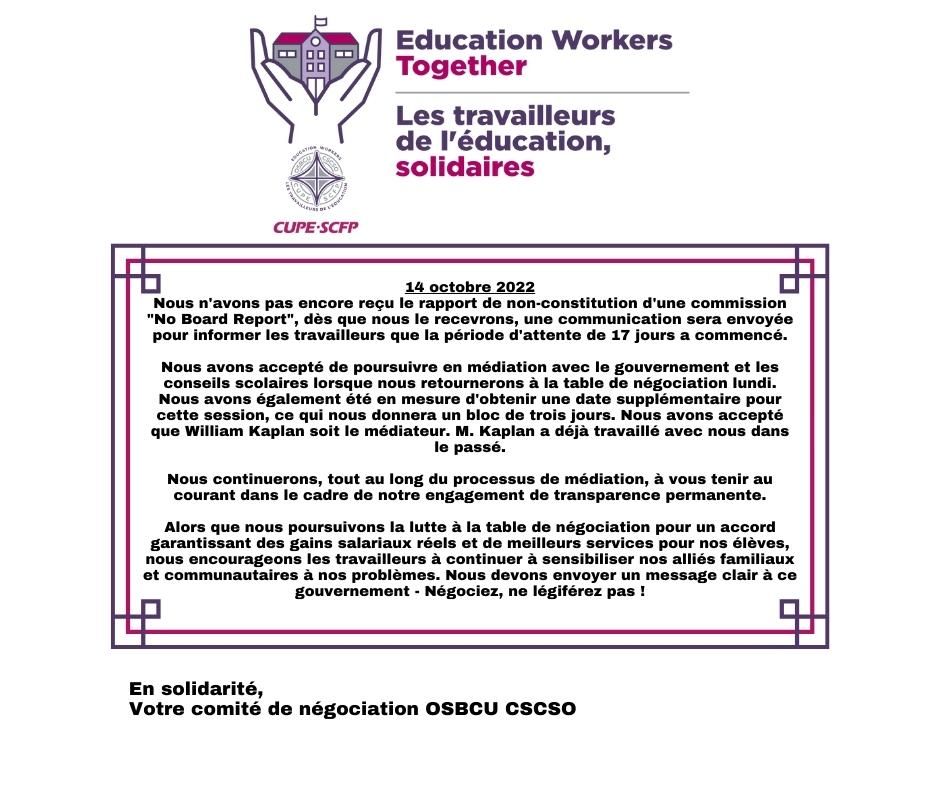 Education Workers
Together
Les travailleurs
de l'éducation,
solidaires
EDUCATION WORKERS
OSBCU CSCSO
CUPE SCFP
LES TRAVAILLEURS DE L'ÉDUCATION
CUPE·SCFP
14 octobre 2022
Nous n'avons pas encore reçu le rapport de non-constitution d'une commission
"No Board Report", dès que nous le recevrons, une communication sera envoyée
pour informer les travailleurs que la période d'attente de 17 jours a commencé.
Nous avons accepté de poursuivre en médiation avec le gouvernement et les
conseils scolaires lorsque nous retournerons à la table de négociation lundi.
Nous avons également été en mesure d'obtenir une date supplémentaire pour
cette session, ce qui nous donnera un bloc de trois jours. Nous avons accepté
que William Kaplan soit le médiateur. M. Kaplan a déjà travaillé avec nous dans
le passé.
Nous continuerons, tout au long du processus de médiation, à vous tenir au
courant dans le cadre de notre engagement de transparence permanente.
Alors que nous poursuivons la lutte à la table de négociation pour un accord
garantissant des gains salariaux réels et de meilleurs services pour nos élèves,
nous encourageons les travailleurs à continuer à sensibiliser nos alliés familiaux
et communautaires à nos problèmes. Nous devons envoyer un message clair à ce
gouvernement - Négociez, ne légiférez pas !
En solidarité,
Votre comité de négociation OSBCU CSCSO